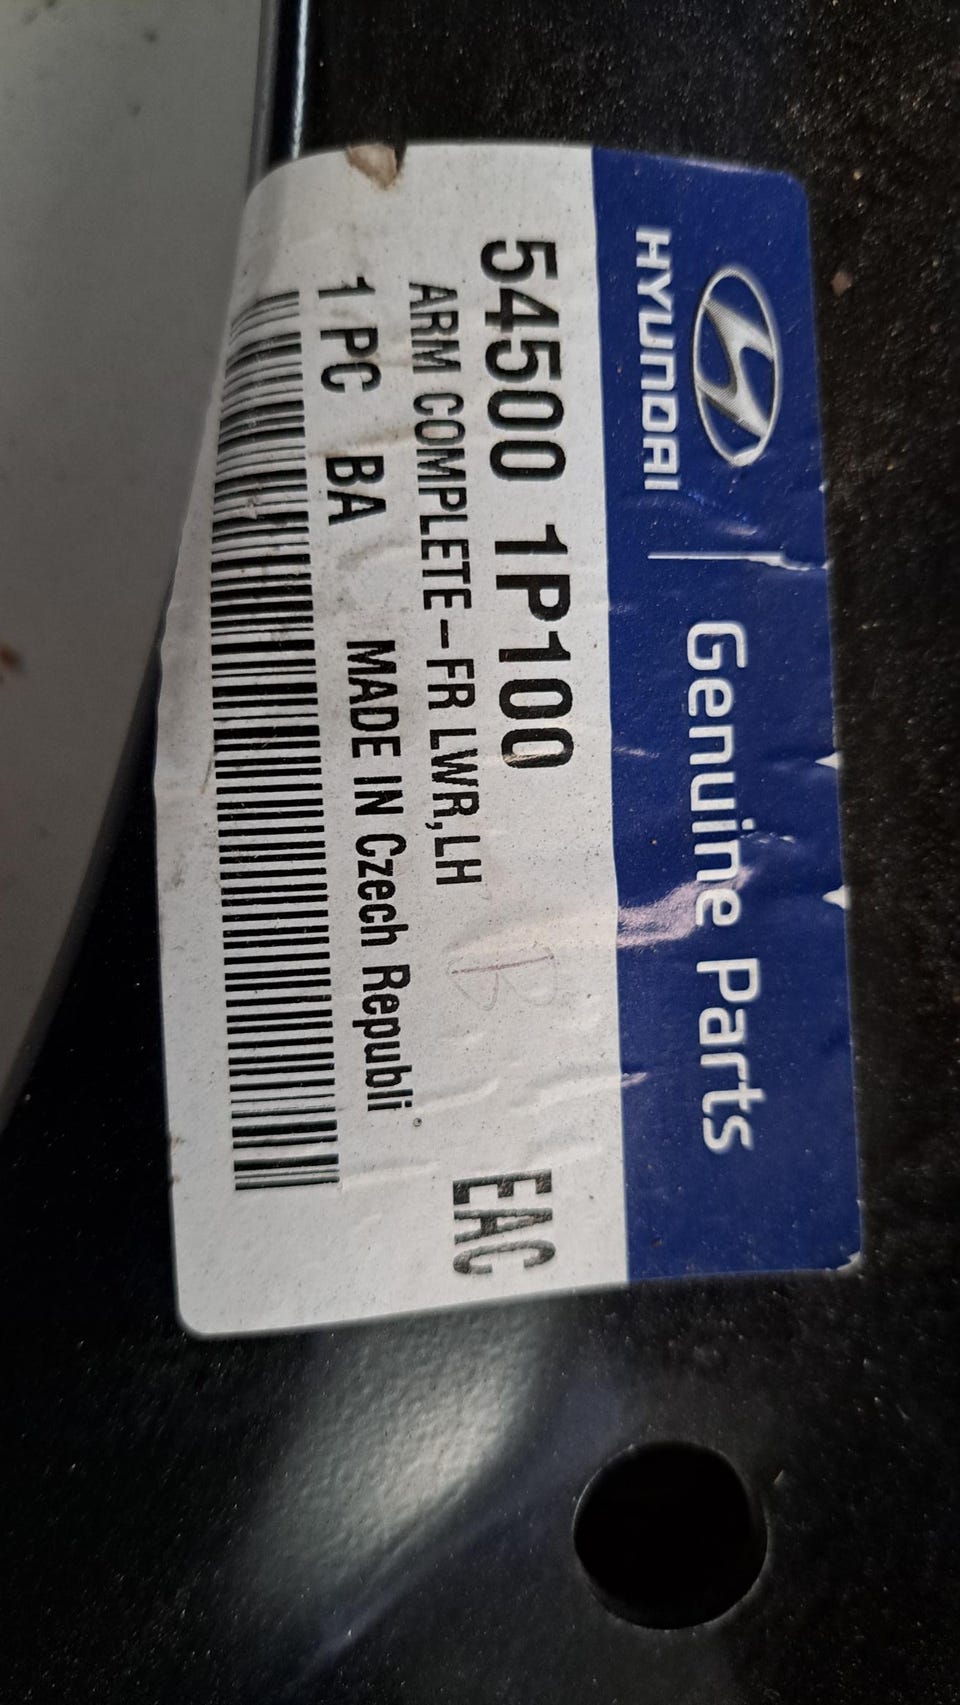 HYUNDAI | Genuine Parts
54500 1P100
ARM COMPLETE-FR LWR,LH
EAC
1 PC BA MADE IN Czech Republi
B